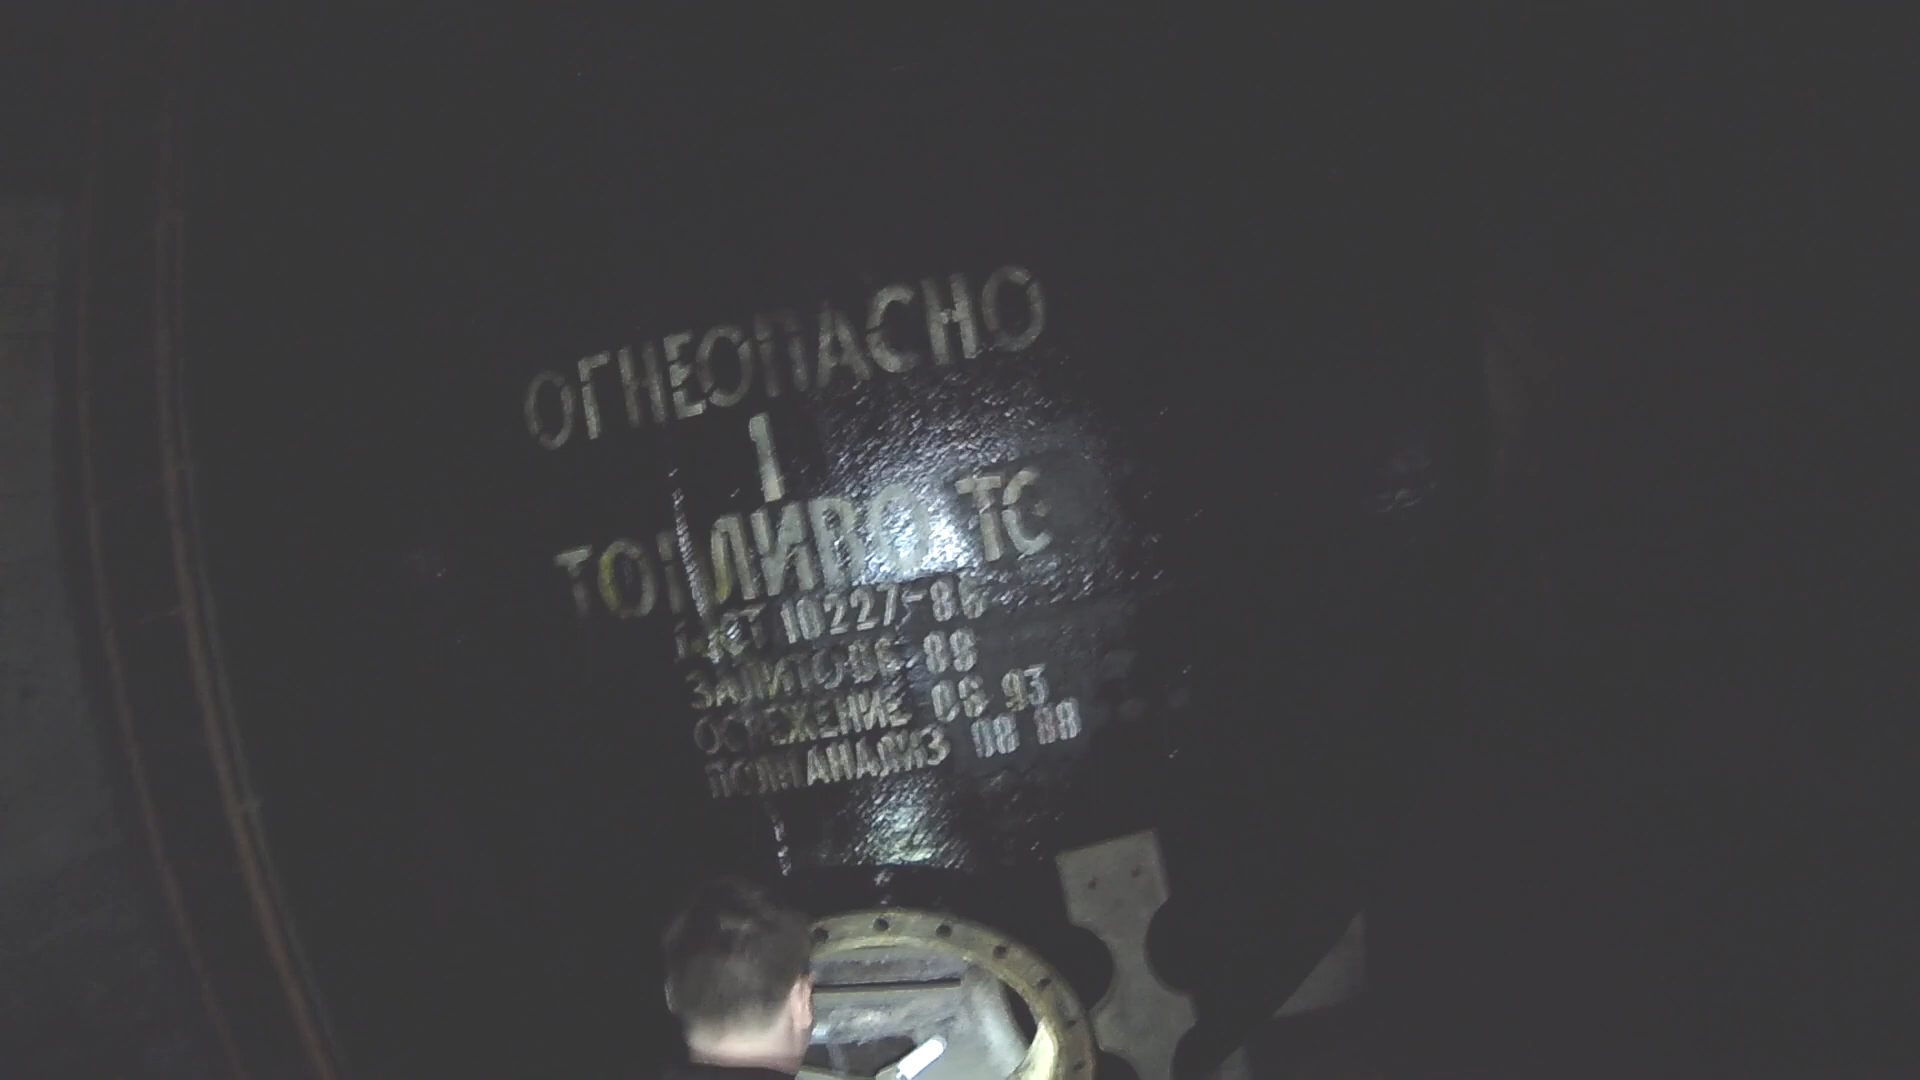 ОГНЕОПАСНО
1
ТОПЛИВО ТС
ГОСТ 10227-86
ЗАЛИТО 06 88
ОСВЕЖЕНИЕ 06 93
ПОЛН АНАЛИЗ 08 88